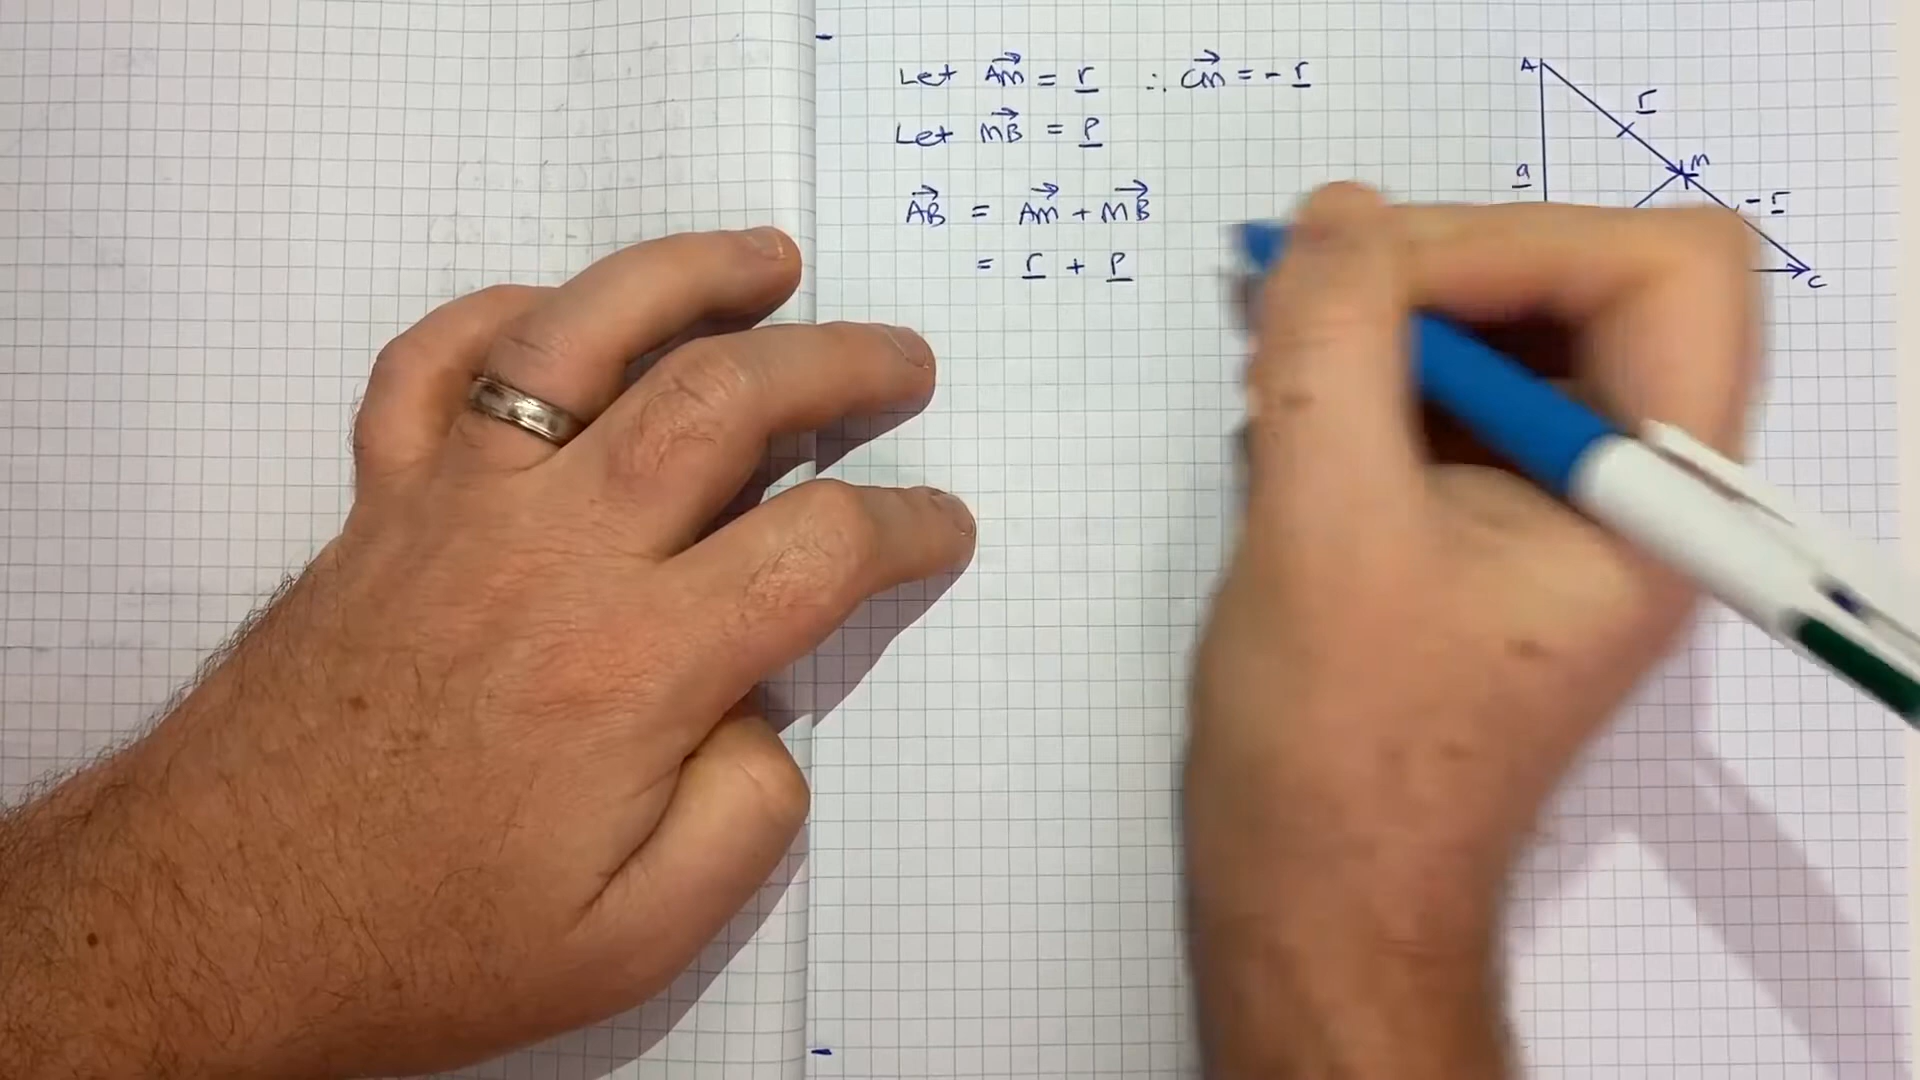 Let AM⃗ = r ∴ CM⃗ = - r
Let MB⃗ = p
AB⃗ = AM⃗ + MB⃗
= r + p
A
r
M
a
- r
C